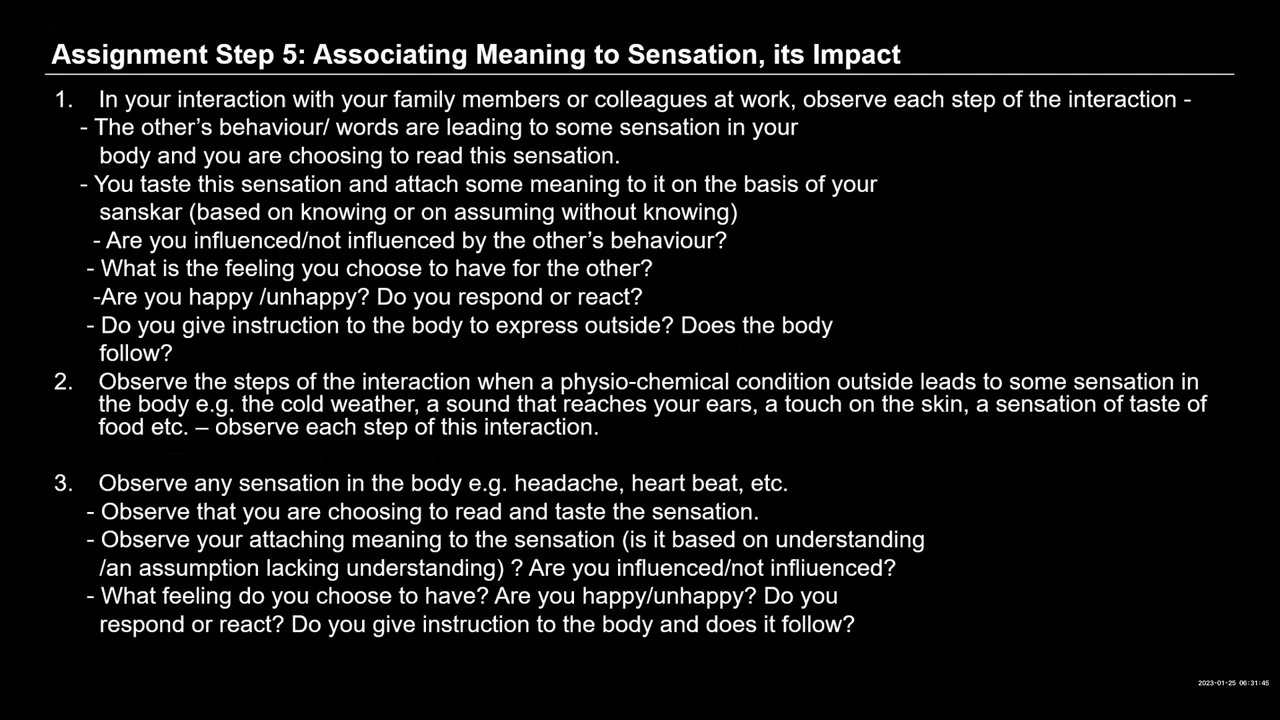 Assignment Step 5: Associating Meaning to Sensation, its Impact
1. In your interaction with your family members or colleagues at work, observe each step of the interaction -
- The other's behaviour/ words are leading to some sensation in your
body and you are choosing to read this sensation.
- You taste this sensation and attach some meaning to it on the basis of your
sanskar (based on knowing or on assuming without knowing)
- Are you influenced/not influenced by the other's behaviour?
- What is the feeling you choose to have for the other?
-Are you happy /unhappy? Do you respond or react?
- Do you give instruction to the body to express outside? Does the body
follow?
2. Observe the steps of the interaction when a physio-chemical condition outside leads to some sensation in
the body e.g. the cold weather, a sound that reaches your ears, a touch on the skin, a sensation of taste of
food etc. – observe each step of this interaction.
3. Observe any sensation in the body e.g. headache, heart beat, etc.
- Observe that you are choosing to read and taste the sensation.
- Observe your attaching meaning to the sensation (is it based on understanding
/an assumption lacking understanding) ? Are you influenced/not infliuenced?
- What feeling do you choose to have? Are you happy/unhappy? Do you
respond or react? Do you give instruction to the body and does it follow?
2023-01-25 06:31:45